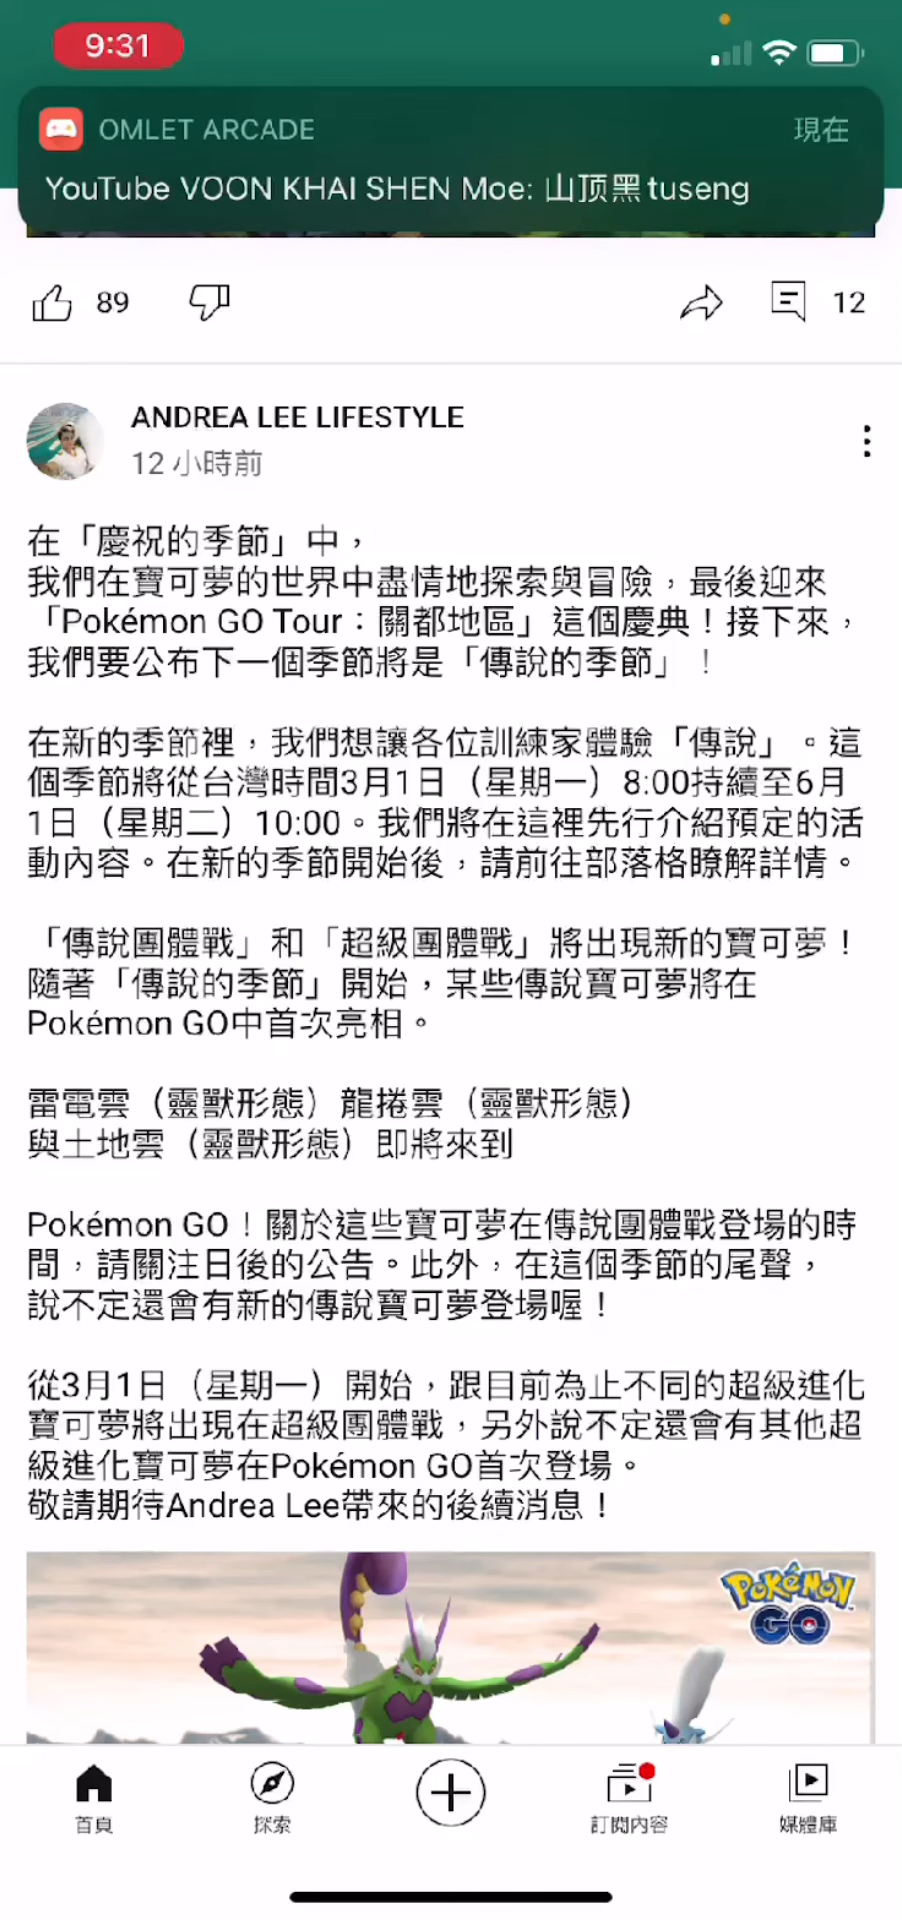 9:31
OMLET ARCADE
現在
YouTube VOON KHAI SHEN Moe: 山顶黑tuseng
89
12
ANDREA LEE LIFESTYLE
12 小時前
在「慶祝的季節」中，
我們在寶可夢的世界中盡情地探索與冒險，最後迎來
「Pokémon GO Tour：關都地區」這個慶典！接下來，
我們要公布下一個季節將是「傳說的季節」！
在新的季節裡，我們想讓各位訓練家體驗「傳說」。這
個季節將從台灣時間3月1日（星期一）8:00持續至6月
1日（星期二）10:00。我們將在這裡先行介紹預定的活
動內容。在新的季節開始後，請前往部落格瞭解詳情。
「傳說團體戰」和「超級團體戰」將出現新的寶可夢！
隨著「傳說的季節」開始，某些傳說寶可夢將在
Pokémon GO中首次亮相。
雷電雲（靈獸形態）龍捲雲（靈獸形態）
與土地雲（靈獸形態）即將來到
Pokémon GO！關於這些寶可夢在傳說團體戰登場的時
間，請關注日後的公告。此外，在這個季節的尾聲，
說不定還會有新的傳說寶可夢登場喔！
從3月1日（星期一）開始，跟目前為止不同的超級進化
寶可夢將出現在超級團體戰，另外說不定還會有其他超
級進化寶可夢在Pokémon GO首次登場。
敬請期待Andrea Lee帶來的後續消息！
POKÉMON
GO
首頁
探索
訂閱內容
媒體庫